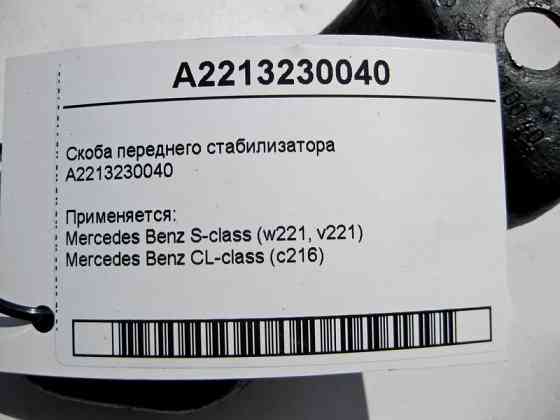 A2213230040
Скоба переднего стабилизатора
A2213230040
Применяется:
Mercedes Benz S-class (w221, v221)
Mercedes Benz CL-class (c216)